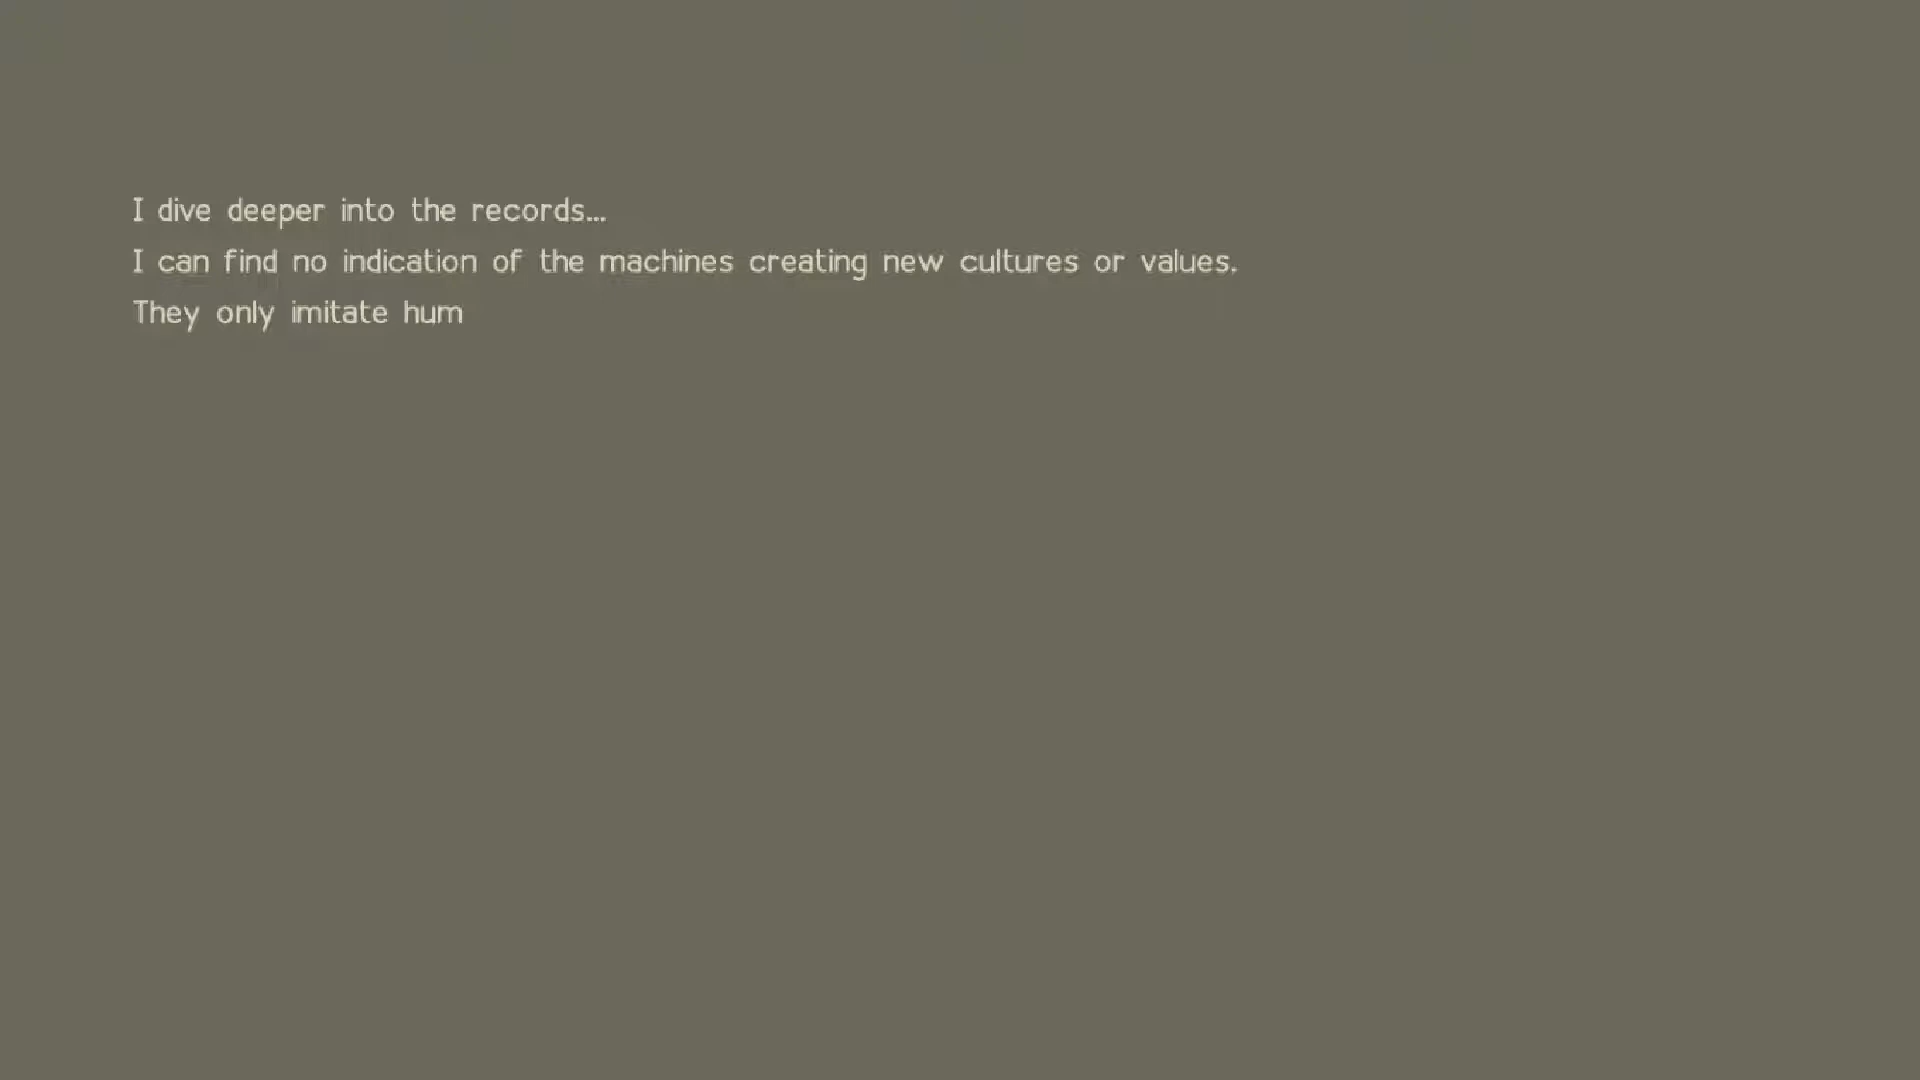 I dive deeper into the records...
I can find no indication of the machines creating new cultures or values.
They only imitate hum